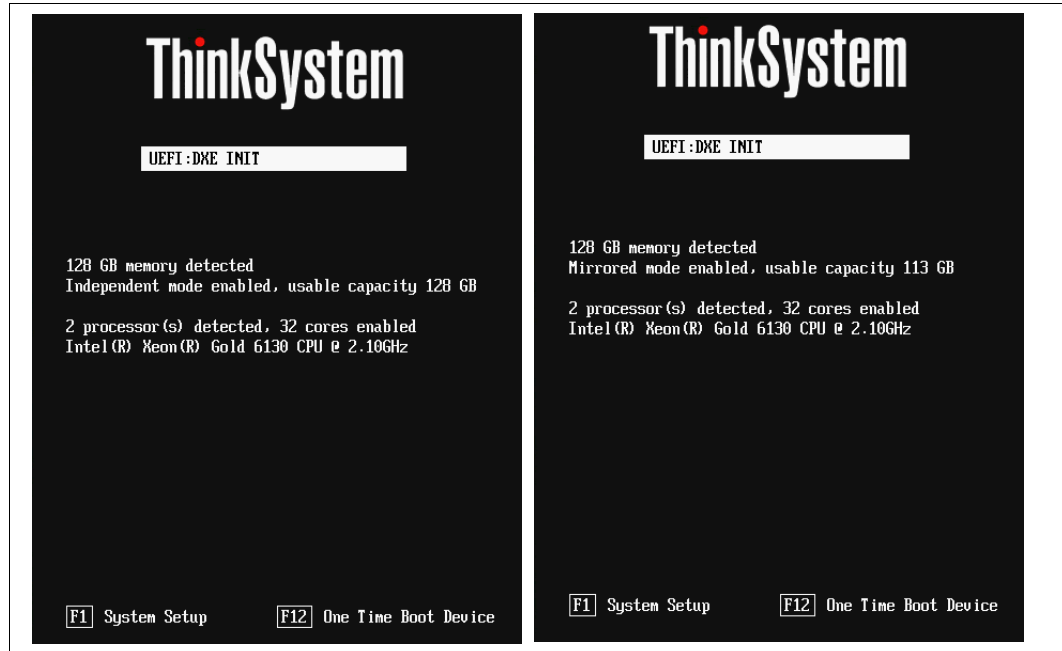 ThinkSystem
UEFI:DXE INIT
128 GB memory detected
Independent mode enabled, usable capacity 128 GB
2 processor(s) detected, 32 cores enabled
Intel(R) Xeon(R) Gold 6130 CPU @ 2.10GHz
F1 System Setup
F12 One Time Boot Device
ThinkSystem
UEFI:DXE INIT
128 GB memory detected
Mirrored mode enabled, usable capacity 113 GB
2 processor(s) detected, 32 cores enabled
Intel(R) Xeon(R) Gold 6130 CPU @ 2.10GHz
F1 System Setup
F12 One Time Boot Device